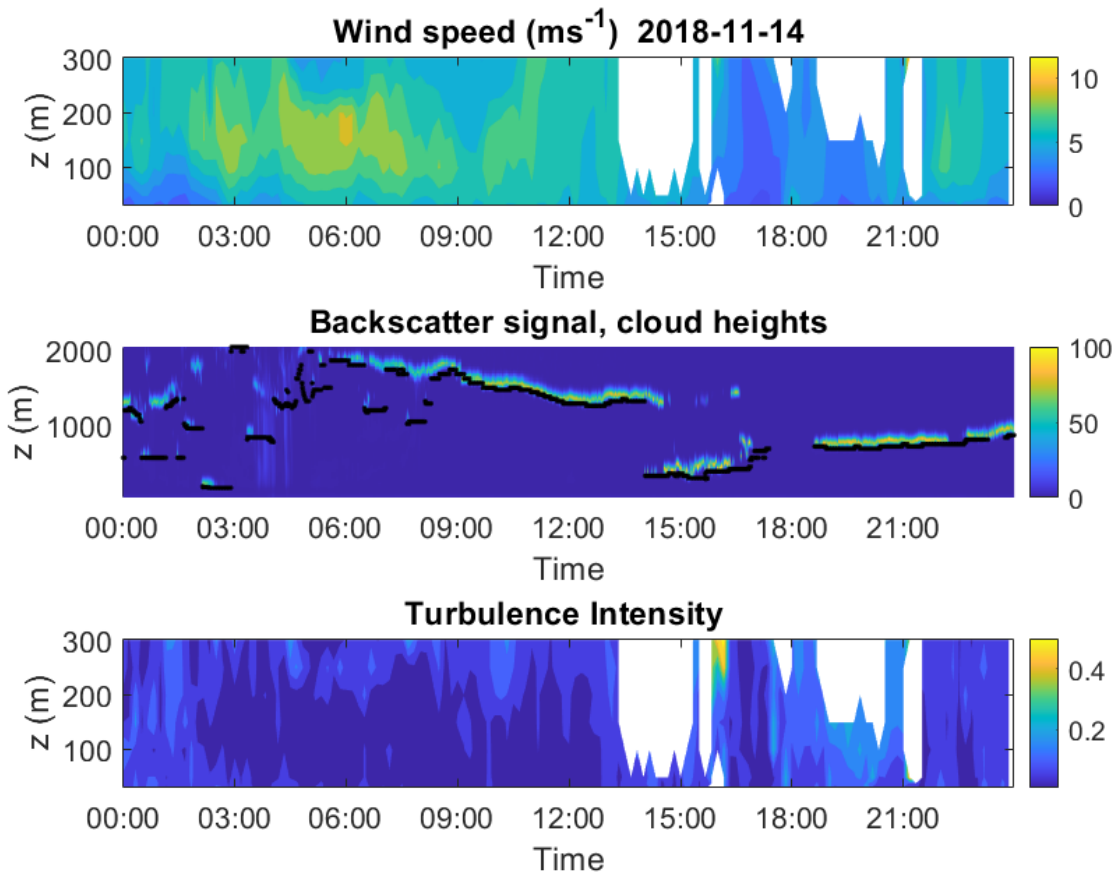 Wind speed (ms-1) 2018-11-14
300
200
100
z (m)
10
5
0
00:00 03:00 06:00 09:00 12:00 15:00 18:00 21:00
Time
Backscatter signal, cloud heights
2000
1000
z (m)
100
50
0
00:00 03:00 06:00 09:00 12:00 15:00 18:00 21:00
Time
Turbulence Intensity
300
200
100
z (m)
0.4
0.2
00:00 03:00 06:00 09:00 12:00 15:00 18:00 21:00
Time